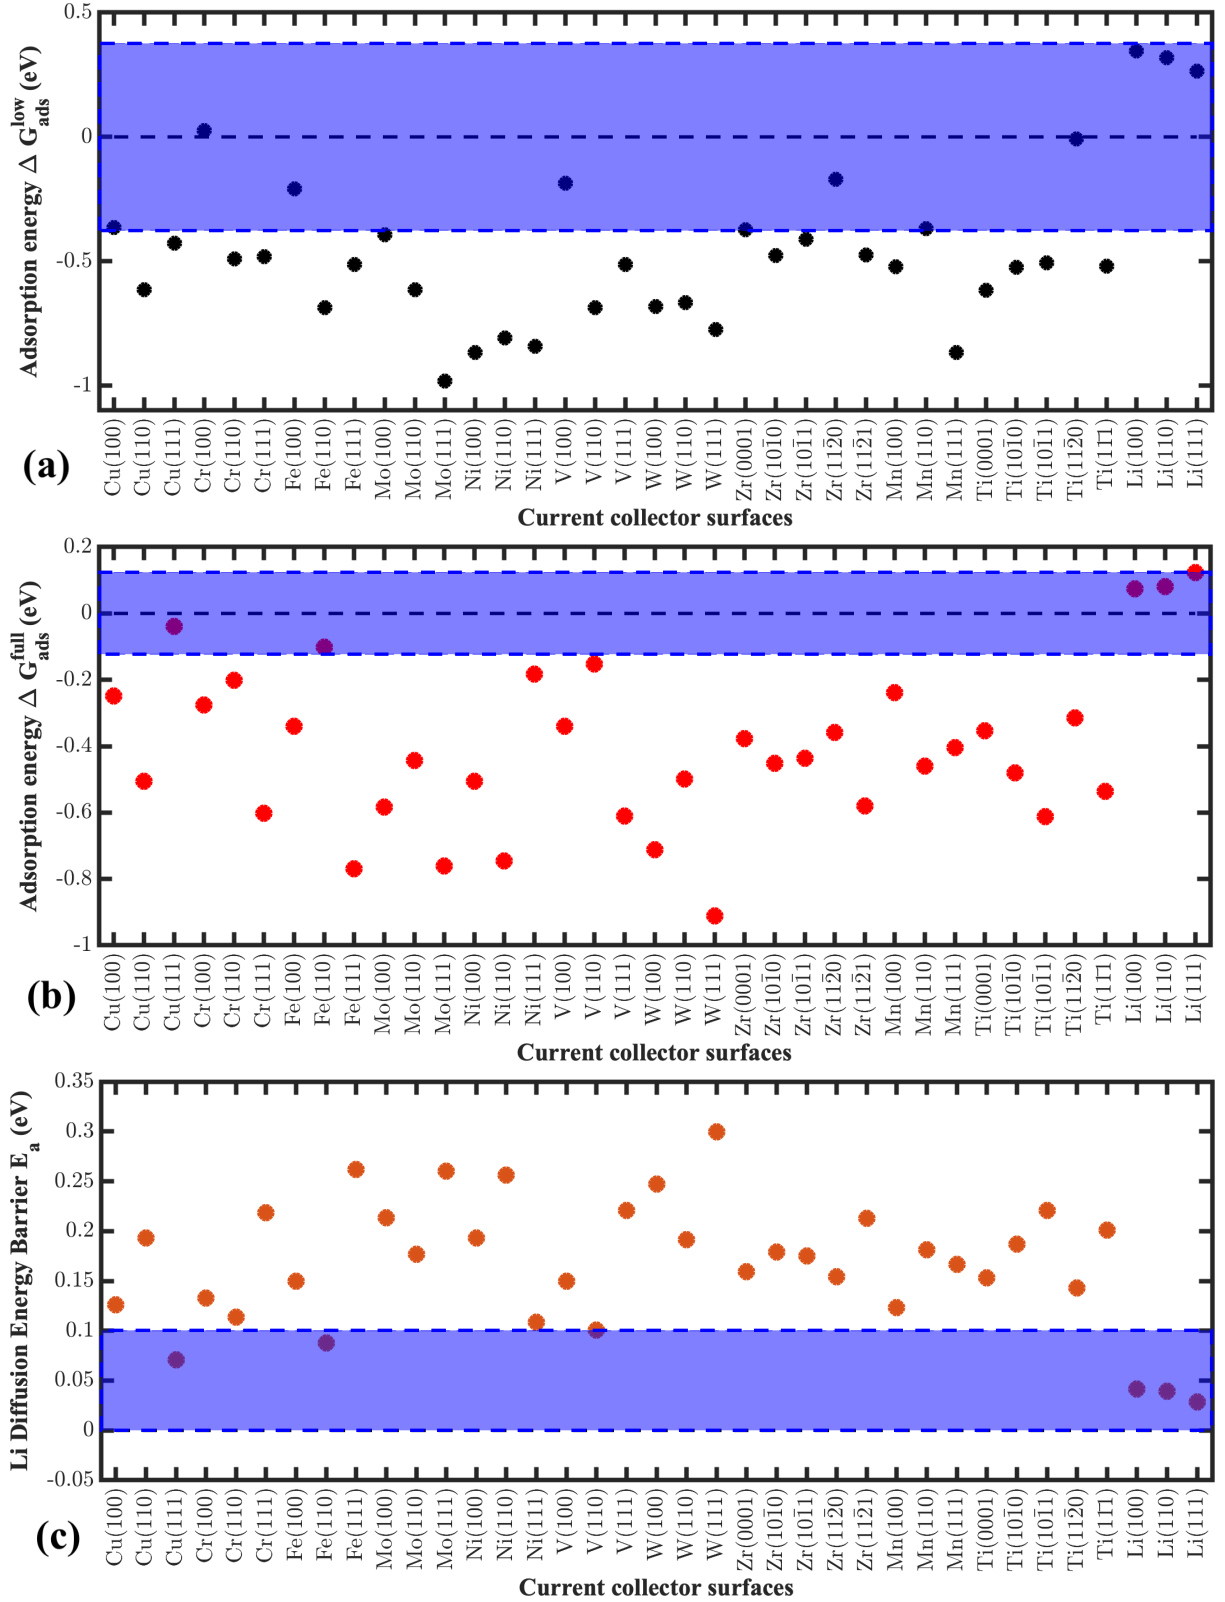 0.5
0
-0.5
-1
Adsorption energy Δ G^low_ads (eV)
Cu(100) Cu(110) Cu(111) Cr(100) Cr(110) Cr(111) Fe(100) Fe(110) Fe(111) Mo(100) Mo(110) Mo(111) Ni(100) Ni(110) Ni(111) V(100) V(110) V(111) W(100) W(110) W(111) Zr(0001) Zr(101̄0) Zr(101̄1) Zr(112̄0) Zr(112̄1) Mn(100) Mn(110) Mn(111) Ti(0001) Ti(101̄0) Ti(101̄1) Ti(112̄0) Ti(11̄1) Li(100) Li(110) Li(111)
(a)
Current collector surfaces
0.2
0
-0.2
-0.4
-0.6
-0.8
-1
Adsorption energy Δ G^full_ads (eV)
Cu(100) Cu(110) Cu(111) Cr(100) Cr(110) Cr(111) Fe(100) Fe(110) Fe(111) Mo(100) Mo(110) Mo(111) Ni(100) Ni(110) Ni(111) V(100) V(110) V(111) W(100) W(110) W(111) Zr(0001) Zr(101̄0) Zr(101̄1) Zr(112̄0) Zr(112̄1) Mn(100) Mn(110) Mn(111) Ti(0001) Ti(101̄0) Ti(101̄1) Ti(112̄0) Ti(11̄1) Li(100) Li(110) Li(111)
(b)
Current collector surfaces
0.35
0.3
0.25
0.2
0.15
0.1
0.05
0
-0.05
Li Diffusion Energy Barrier E_a (eV)
Cu(100) Cu(110) Cu(111) Cr(100) Cr(110) Cr(111) Fe(100) Fe(110) Fe(111) Mo(100) Mo(110) Mo(111) Ni(100) Ni(110) Ni(111) V(100) V(110) V(111) W(100) W(110) W(111) Zr(0001) Zr(101̄0) Zr(101̄1) Zr(112̄0) Zr(112̄1) Mn(100) Mn(110) Mn(111) Ti(0001) Ti(101̄0) Ti(101̄1) Ti(112̄0) Ti(11̄1) Li(100) Li(110) Li(111)
(c)
Current collector surfaces